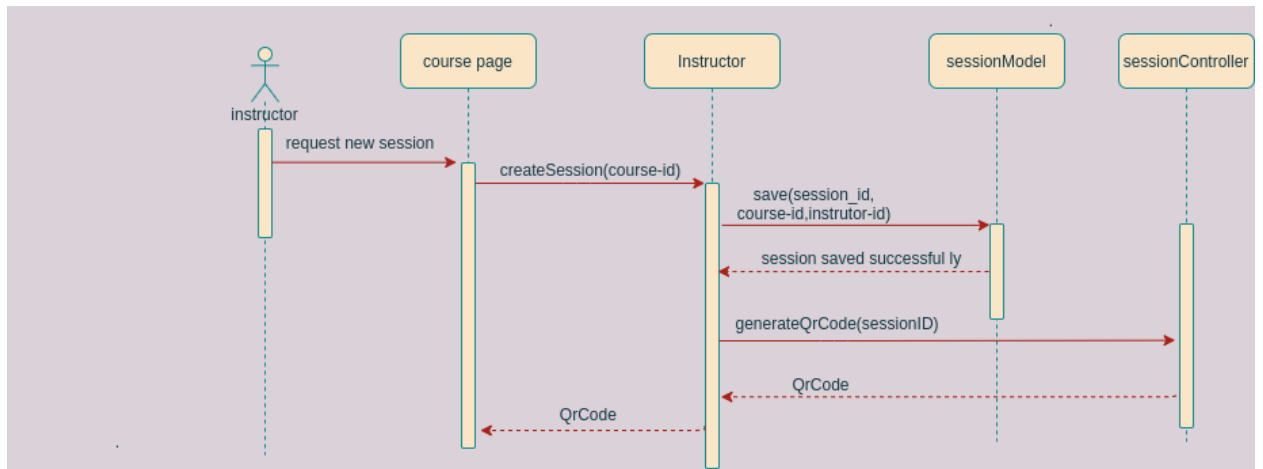 course page
Instructor
sessionModel
sessionController
instructor
request new session
createSession(course-id)
save(session_id,
course-id,instrutor-id)
session saved successful ly
generateQrCode(sessionID)
QrCode
QrCode